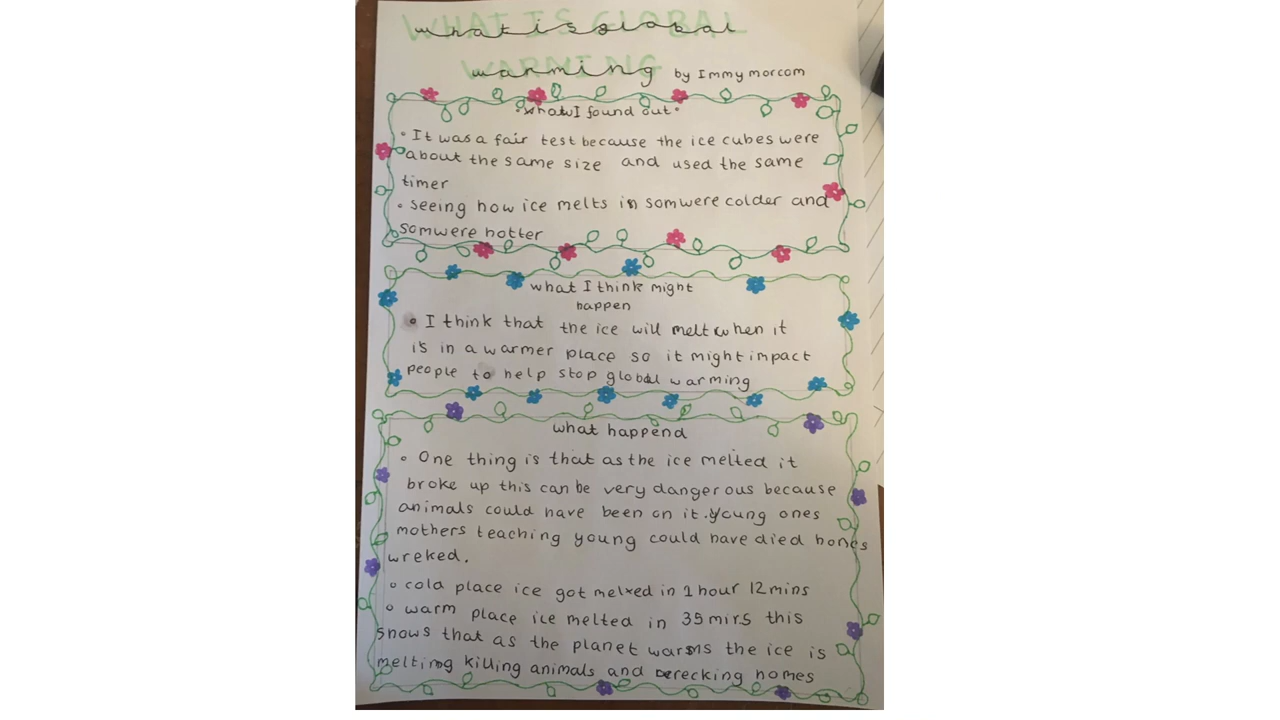 what is global
warming by Immy morcom
• what I found out •
• It was a fair test because the ice cubes were
about the same size and used the same
timer
• seeing how ice melts in somwere colder and
somwere hotter
what I think might
happen
• I think that the ice will melt when it
is in a warmer place so it might impact
people to help stop global warming
what happend
• One thing is that as the ice melted it
broke up this can be very dangerous because
animals could have been on it. Young ones
mothers teaching young could have died homes
wreked.
• cold place ice got melted in 1 hour 12 mins
• warm place ice melted in 35 mins this
shows that as the planet warms the ice is
melting killing animals and wrecking homes